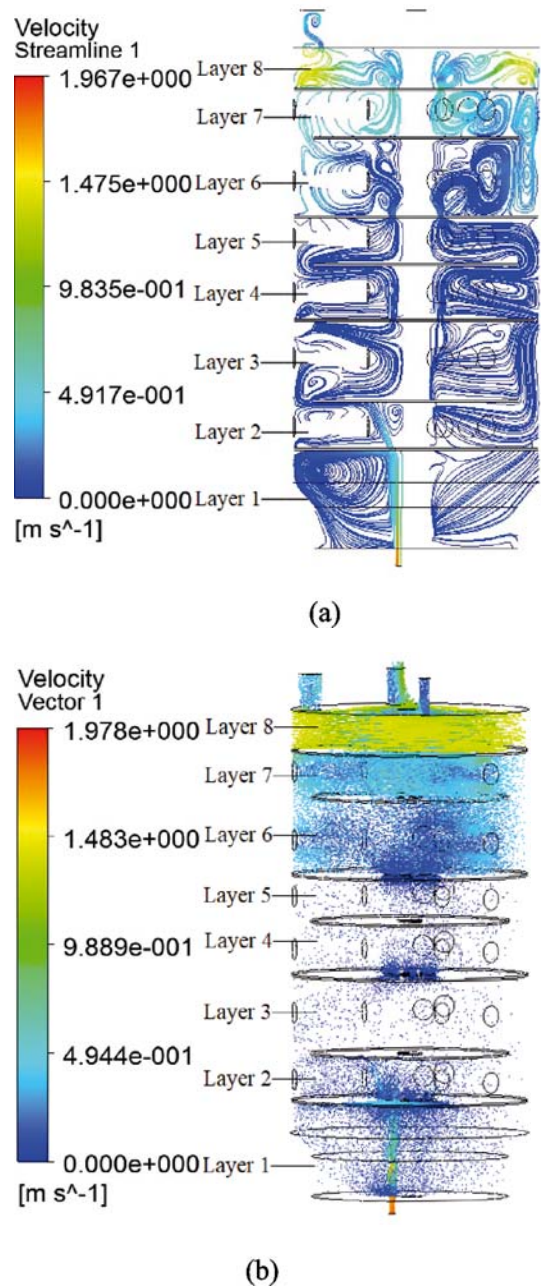 Velocity
Streamline 1
1.967e+000
1.475e+000
9.835e-001
4.917e-001
0.000e+000
[m s^-1]
Layer 8
Layer 7
Layer 6
Layer 5
Layer 4
Layer 3
Layer 2
Layer 1
(a)
Velocity
Vector 1
1.978e+000
1.483e+000
9.889e-001
4.944e-001
0.000e+000
[m s^-1]
Layer 8
Layer 7
Layer 6
Layer 5
Layer 4
Layer 3
Layer 2
Layer 1
(b)